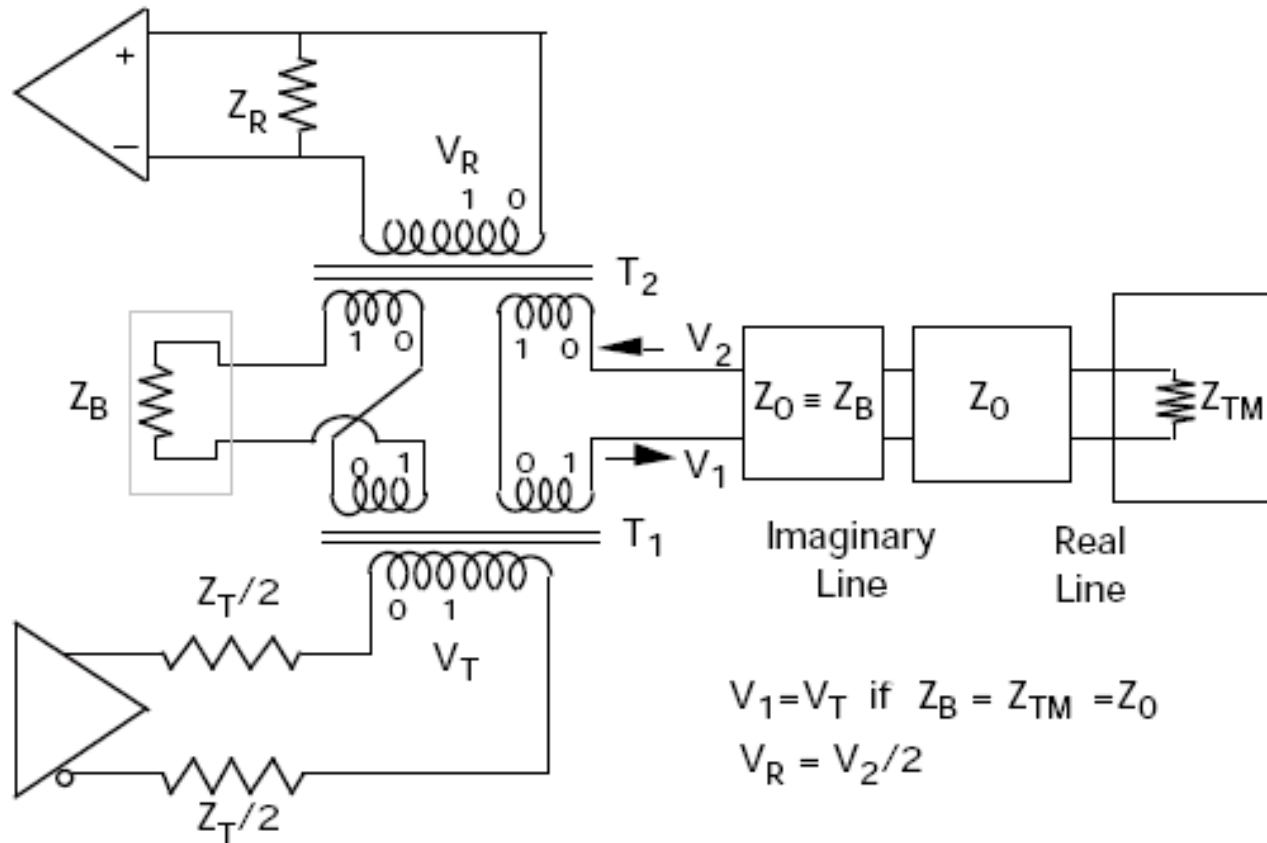 +
Z_R
−
V_R
1 0
T_2
1 0
1 0
V_2
Z_B
Z_0 ≡ Z_B
Z_0
Z_TM
0 1
0 1
V_1
T_1
Imaginary
Line
Real
Line
Z_T/2
0 1
V_T
V_1=V_T if Z_B = Z_TM =Z_0
V_R = V_2/2
Z_T/2